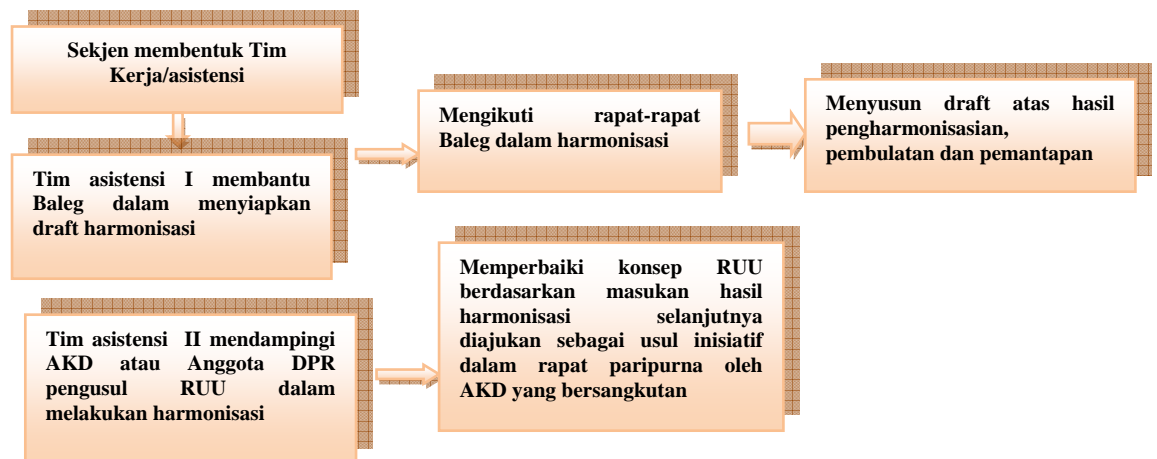 Sekjen membentuk Tim
Kerja/asistensi
Tim asistensi I membantu
Baleg dalam menyiapkan
draft harmonisasi
Mengikuti rapat-rapat
Baleg dalam harmonisasi
Menyusun draft atas hasil
pengharmonisasian,
pembulatan dan pemantapan
Tim asistensi II mendampingi
AKD atau Anggota DPR
pengusul RUU dalam
melakukan harmonisasi
Memperbaiki konsep RUU
berdasarkan masukan hasil
harmonisasi selanjutnya
diajukan sebagai usul inisiatif
dalam rapat paripurna oleh
AKD yang bersangkutan